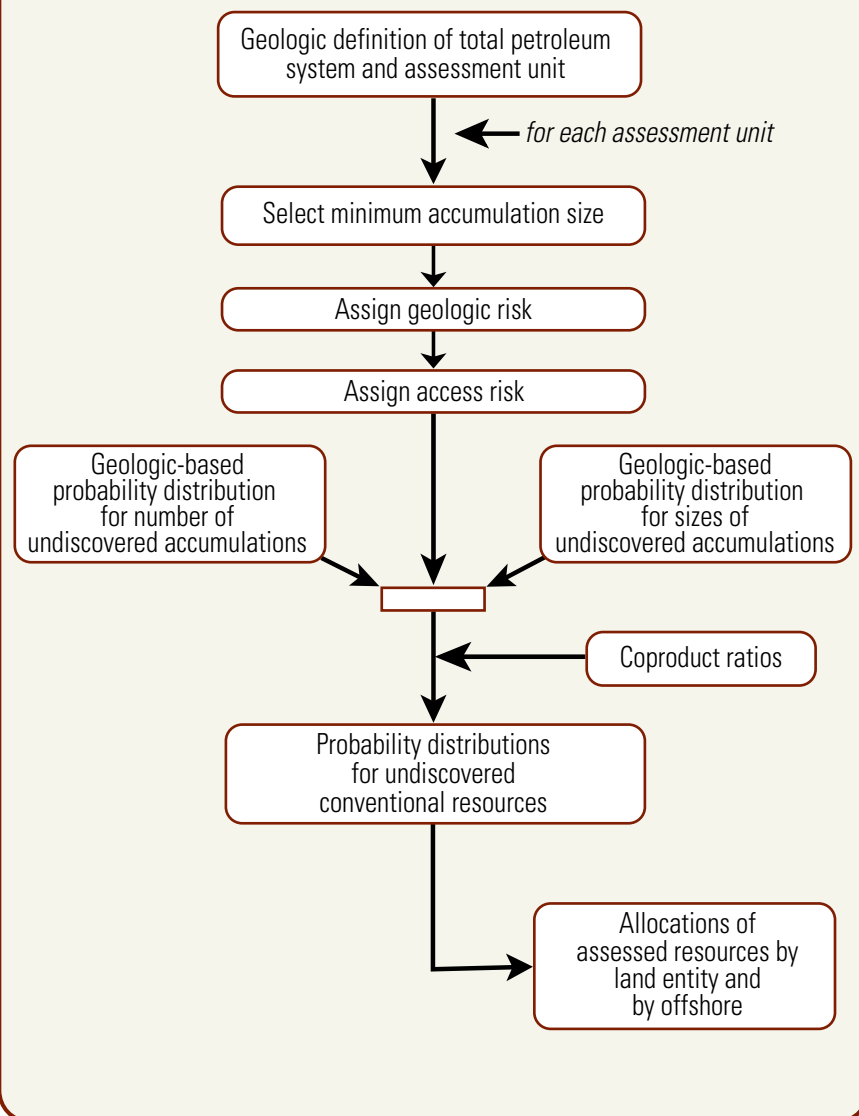 Geologic definition of total petroleum
system and assessment unit
for each assessment unit
Select minimum accumulation size
Assign geologic risk
Assign access risk
Geologic-based
probability distribution
for number of
undiscovered accumulations
Geologic-based
probability distribution
for sizes of
undiscovered accumulations
Coproduct ratios
Probability distributions
for undiscovered
conventional resources
Allocations of
assessed resources by
land entity and
by offshore